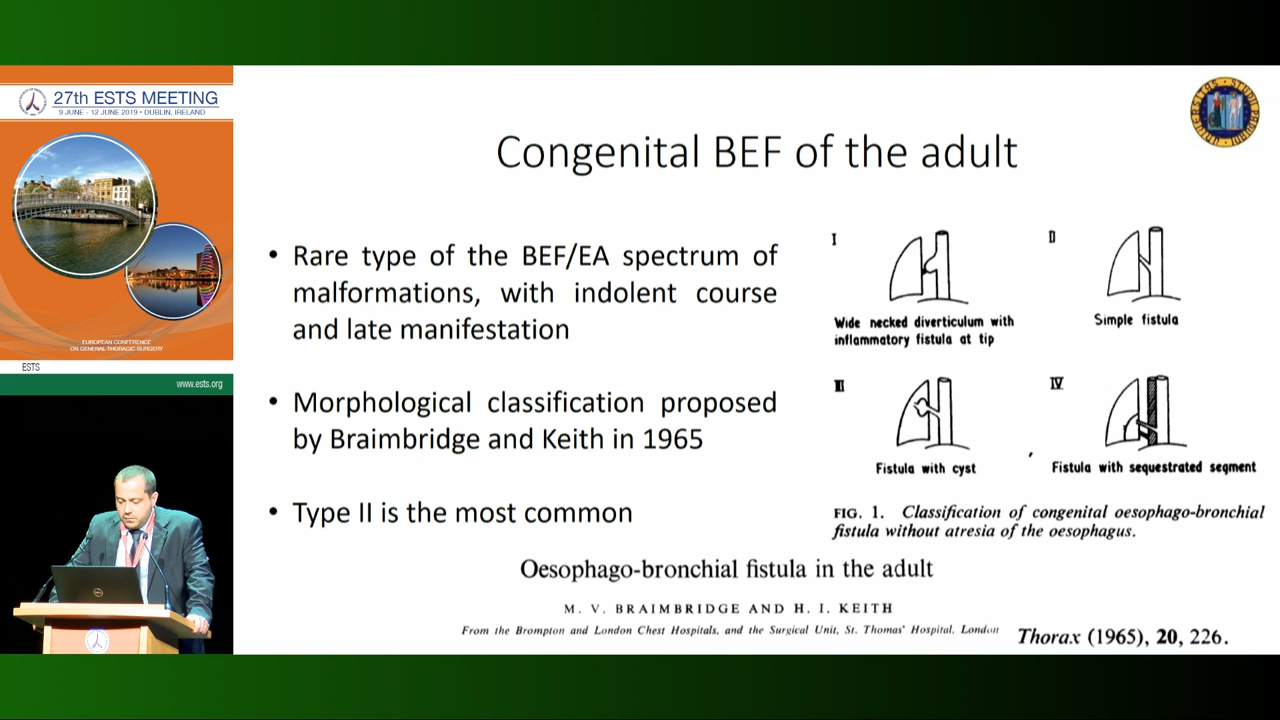 27th ESTS MEETING
9 JUNE - 12 JUNE 2019 • DUBLIN, IRELAND
EUROPEAN CONFERENCE
ON GENERAL THORACIC SURGERY
ESTS
www.ests.org
Congenital BEF of the adult
• Rare type of the BEF/EA spectrum of
malformations, with indolent course
and late manifestation
• Morphological classification proposed
by Braimbridge and Keith in 1965
• Type II is the most common
I
Wide necked diverticulum with
inflammatory fistula at tip
II
Simple fistula
III
Fistula with cyst
IV
Fistula with sequestrated segment
FIG. 1. Classification of congenital oesophago-bronchial
fistula without atresia of the oesophagus.
Oesophago-bronchial fistula in the adult
M. V. BRAIMBRIDGE AND H. I. KEITH
From the Brompton and London Chest Hospitals, and the Surgical Unit, St. Thomas' Hospital, London
Thorax (1965), 20, 226.